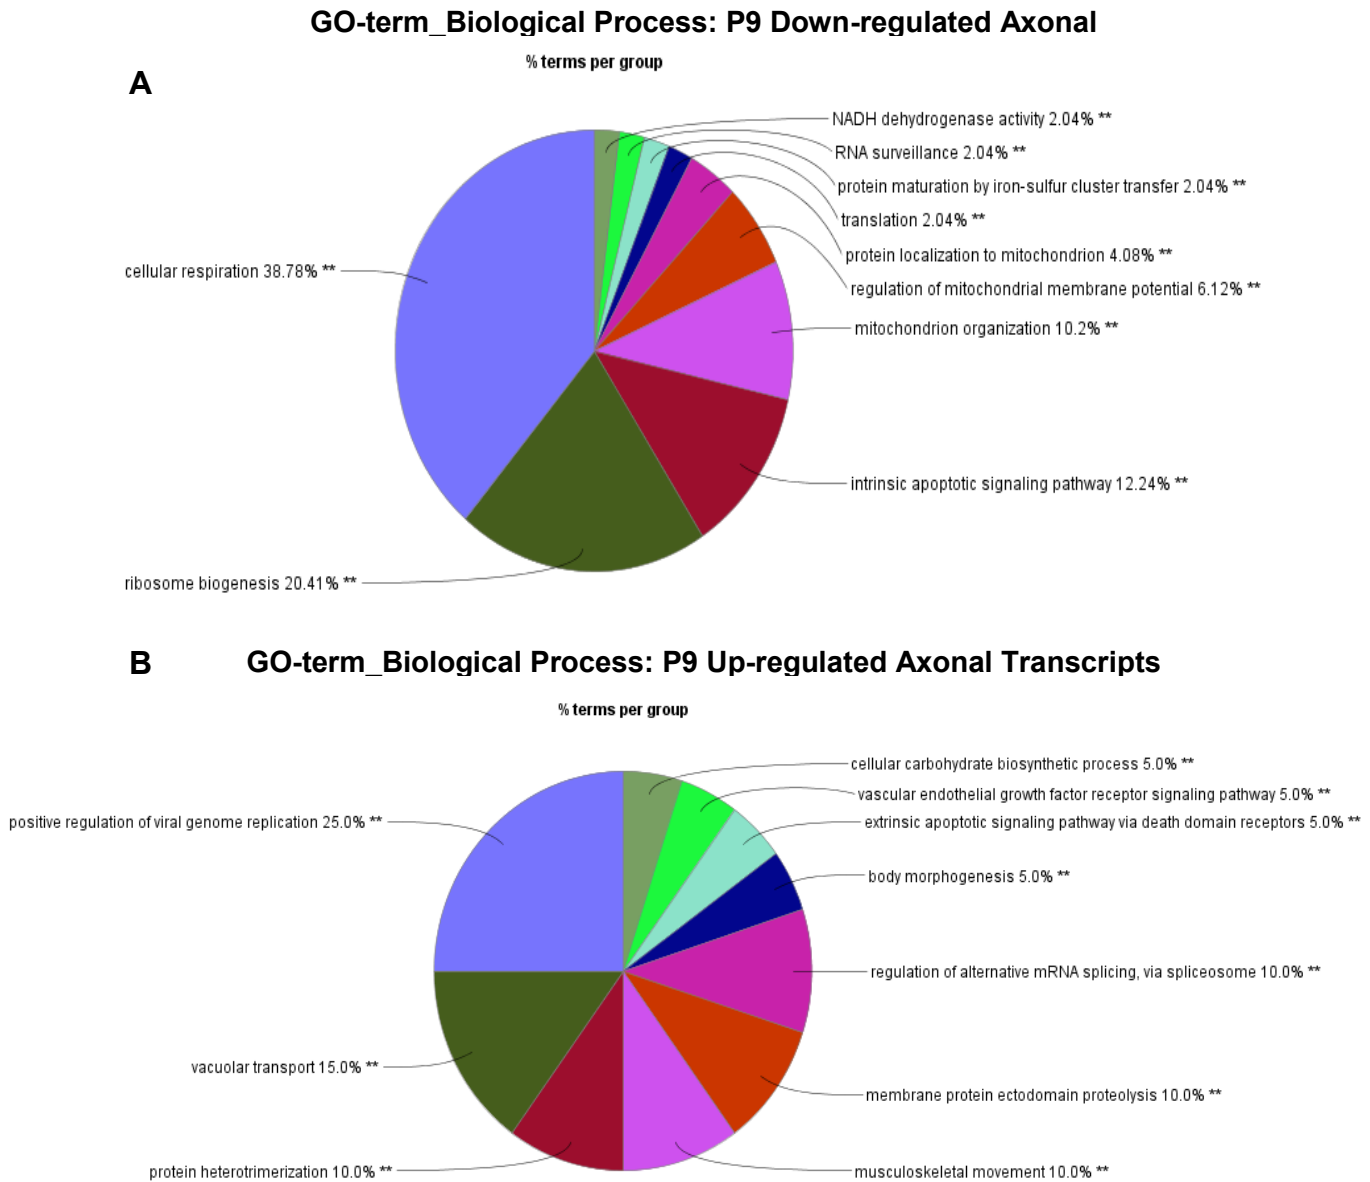 GO-term_Biological Process: P9 Down-regulated Axonal
% terms per group
A
NADH dehydrogenase activity 2.04% **
RNA surveillance 2.04% **
protein maturation by iron-sulfur cluster transfer 2.04% **
translation 2.04% **
protein localization to mitochondrion 4.08% **
regulation of mitochondrial membrane potential 6.12% **
mitochondrion organization 10.2% **
intrinsic apoptotic signaling pathway 12.24% **
cellular respiration 38.78% **
ribosome biogenesis 20.41% **
B
GO-term_Biological Process: P9 Up-regulated Axonal Transcripts
% terms per group
cellular carbohydrate biosynthetic process 5.0% **
vascular endothelial growth factor receptor signaling pathway 5.0% **
extrinsic apoptotic signaling pathway via death domain receptors 5.0% **
body morphogenesis 5.0% **
regulation of alternative mRNA splicing, via spliceosome 10.0% **
membrane protein ectodomain proteolysis 10.0% **
musculoskeletal movement 10.0% **
positive regulation of viral genome replication 25.0% **
vacuolar transport 15.0% **
protein heterotrimerization 10.0% **